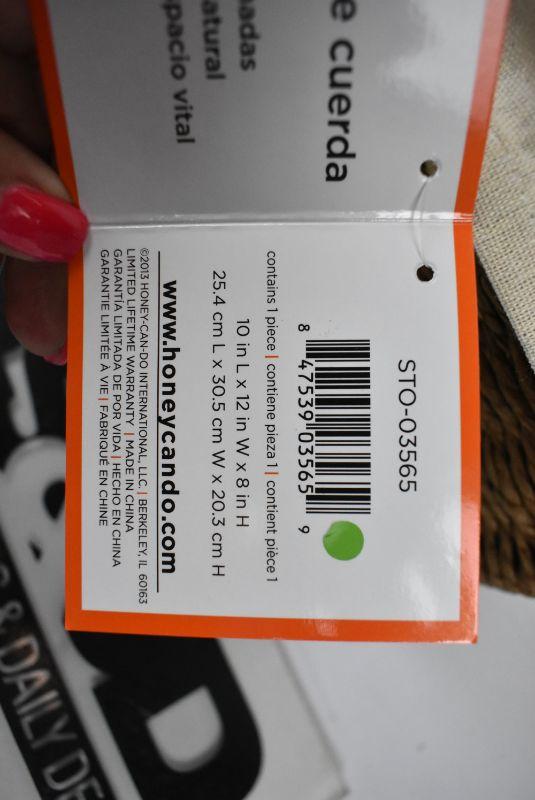 e cuerda
nadas
natural
spacio vital
STO-03565
8 47539 03565 9
contains 1 piece | contiene pieza 1 | contient pièce 1
10 in L x 12 in W x 8 in H
25.4 cm L x 30.5 cm W x 20.3 cm H
www.honeycando.com
©2013 HONEY-CAN-DO INTERNATIONAL, LLC. | BERKELEY, IL 60163
LIMITED LIFETIME WARRANTY | MADE IN CHINA
GARANTÍA LIMITADA DE POR VIDA | HECHO EN CHINA
GARANTIE LIMITÉE À VIE | FABRIQUÉ EN CHINE
& DAILY DE